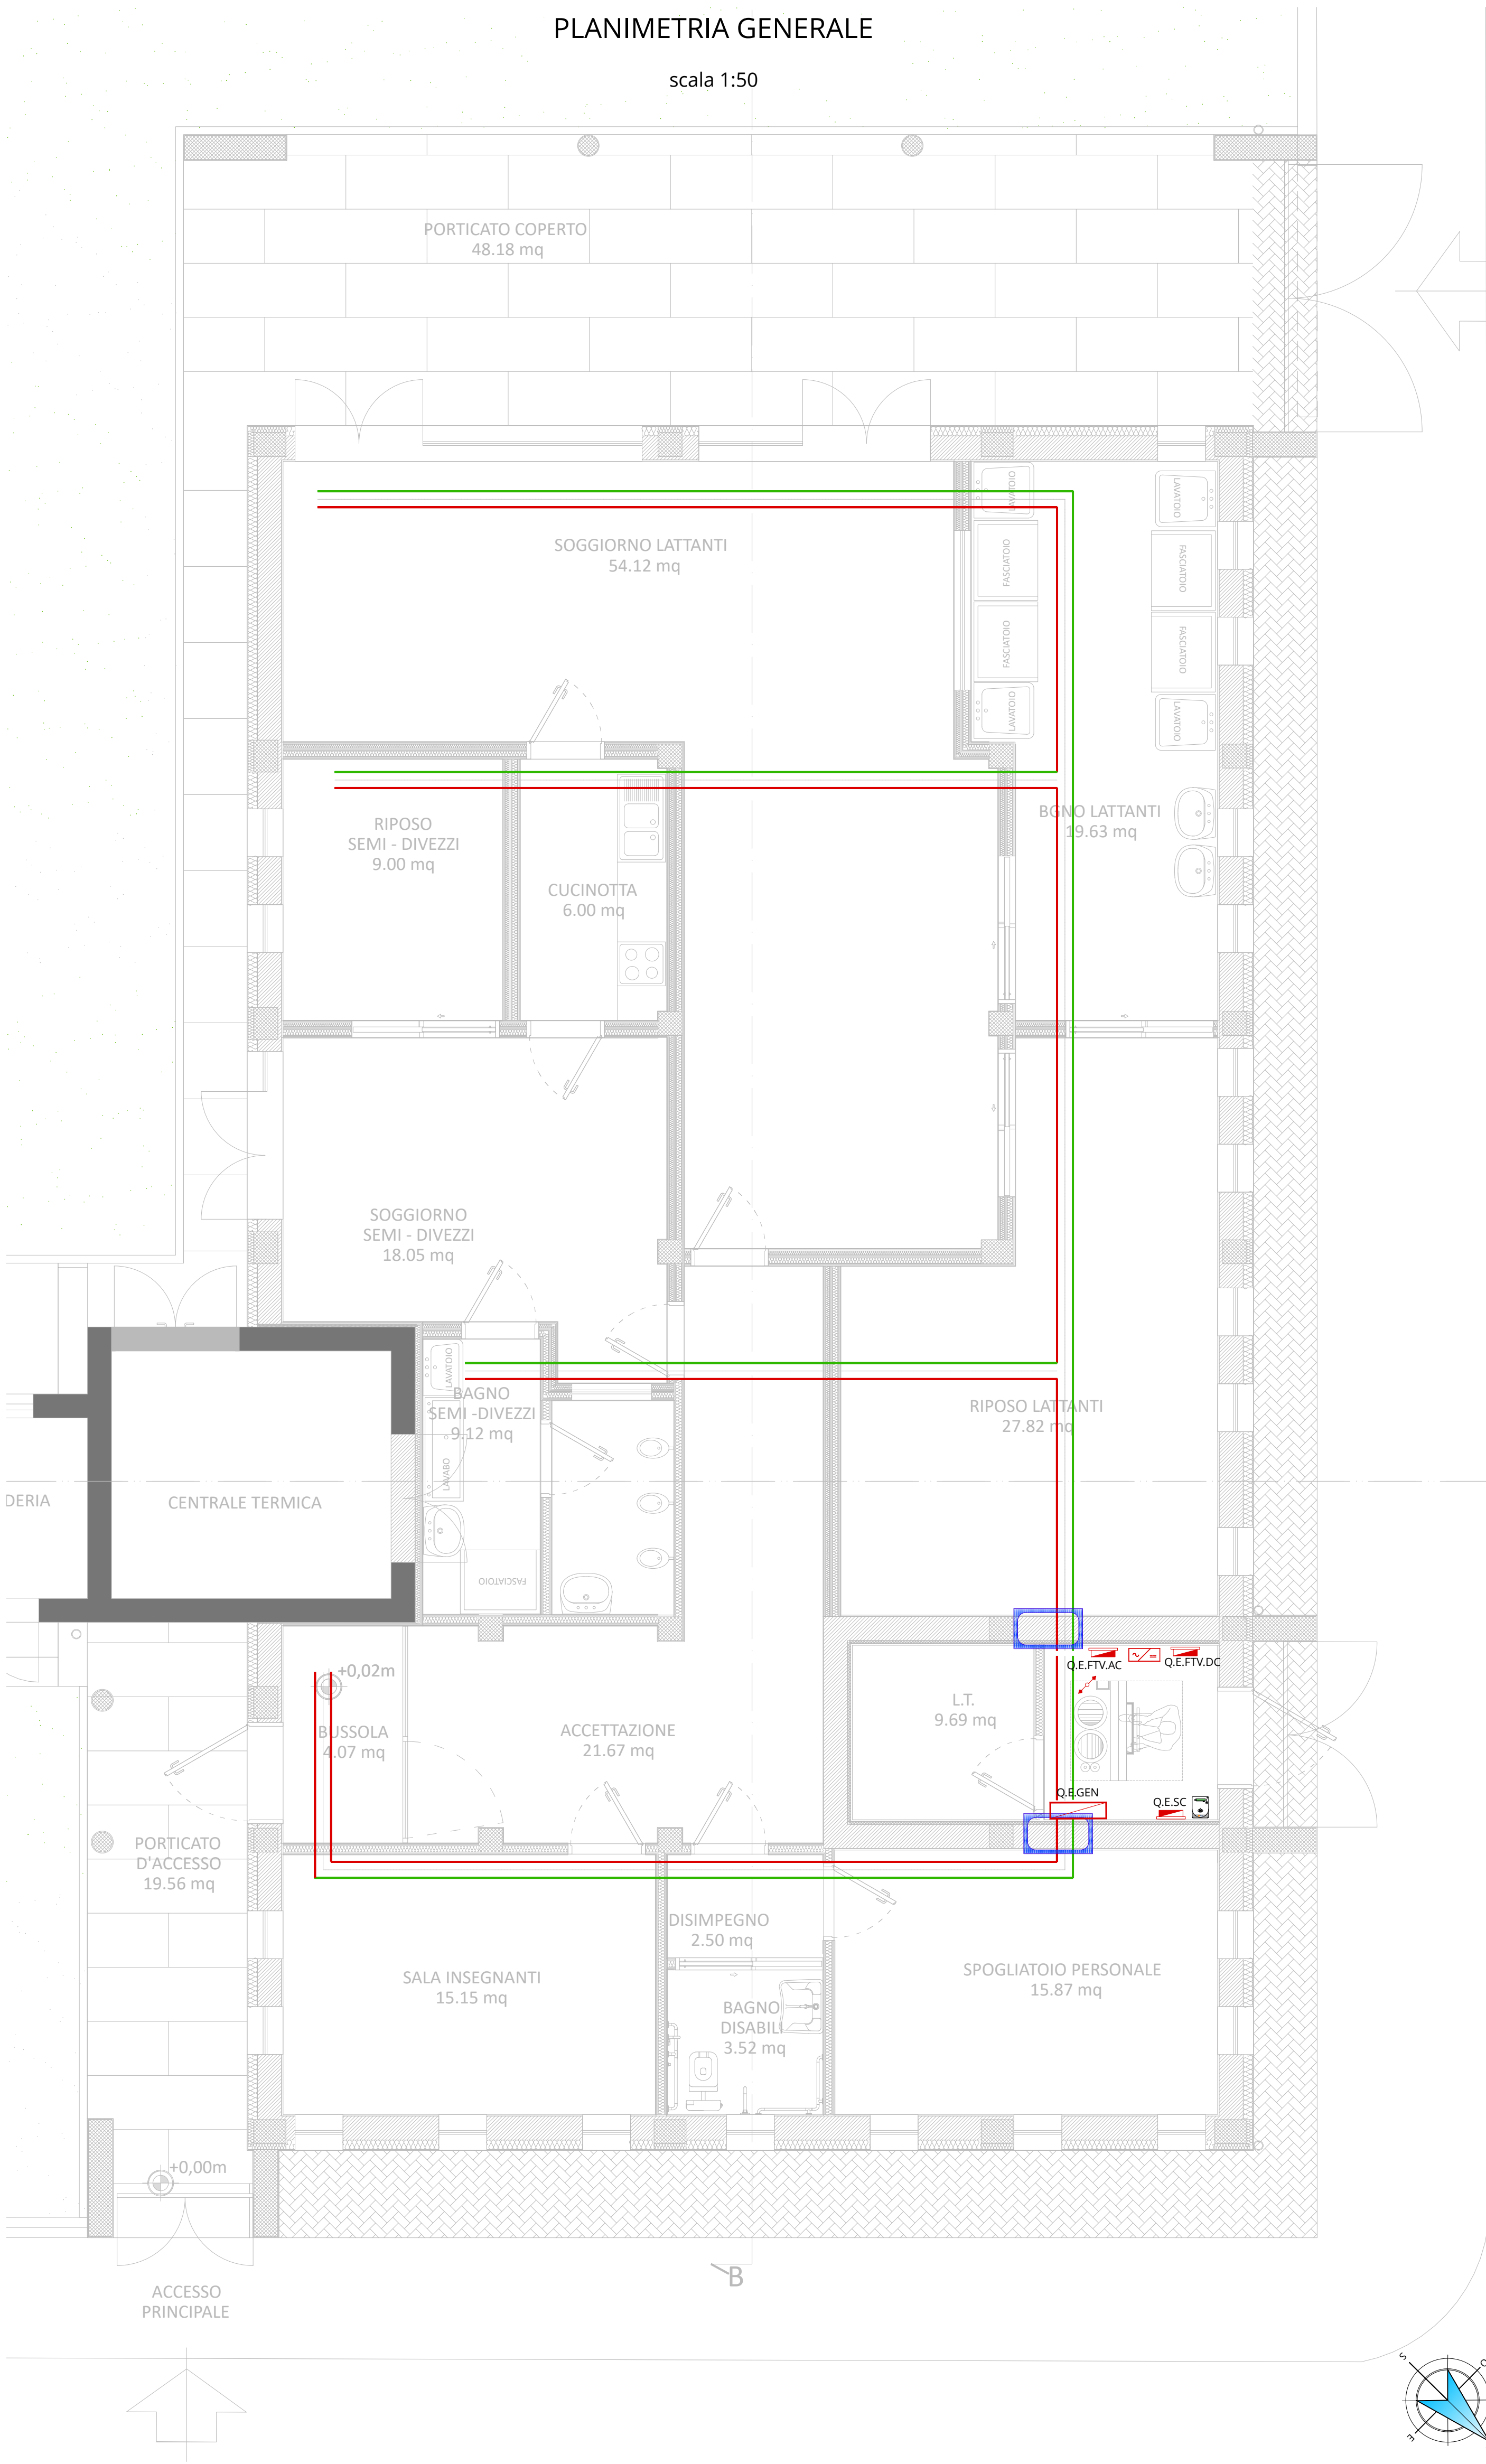 PLANIMETRIA GENERALE
scala 1:50
PORTICATO COPERTO
48.18 mq
LAVATOIO
LAVATOIO
SOGGIORNO LATTANTI
54.12 mq
FASCIATOIO
FASCIATOIO
FASCIATOIO
FASCIATOIO
LAVATOIO
LAVATOIO
RIPOSO
SEMI - DIVEZZI
9.00 mq
BGNO LATTANTI
19.63 mq
CUCINOTTA
6.00 mq
SOGGIORNO
SEMI - DIVEZZI
18.05 mq
LAVATOIO
BAGNO
SEMI -DIVEZZI
9.12 mq
RIPOSO LATTANTI
27.82 mq
LAVABO
DERIA
CENTRALE TERMICA
FASCIATOIO
+0,02m
Q.E.FTV.AC
Q.E.FTV.DC
L.T.
9.69 mq
BUSSOLA
4.07 mq
ACCETTAZIONE
21.67 mq
Q.E.GEN
Q.E.SC
PORTICATO
D'ACCESSO
19.56 mq
DISIMPEGNO
2.50 mq
SALA INSEGNANTI
15.15 mq
SPOGLIATOIO PERSONALE
15.87 mq
BAGNO
DISABILI
3.52 mq
+0,00m
B
ACCESSO
PRINCIPALE
S
O
E